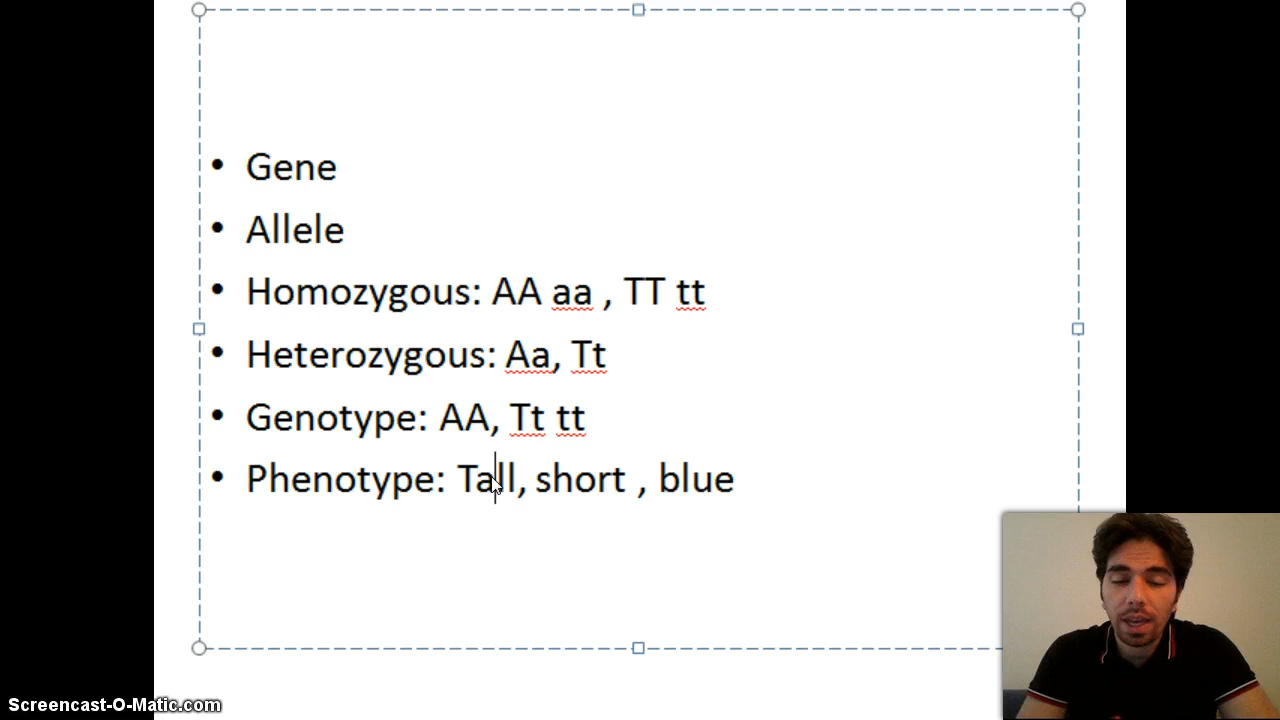 • Gene
• Allele
• Homozygous: AA aa , TT tt
• Heterozygous: Aa, Tt
• Genotype: AA, Tt tt
• Phenotype: Tall, short , blue
Screencast-O-Matic.com